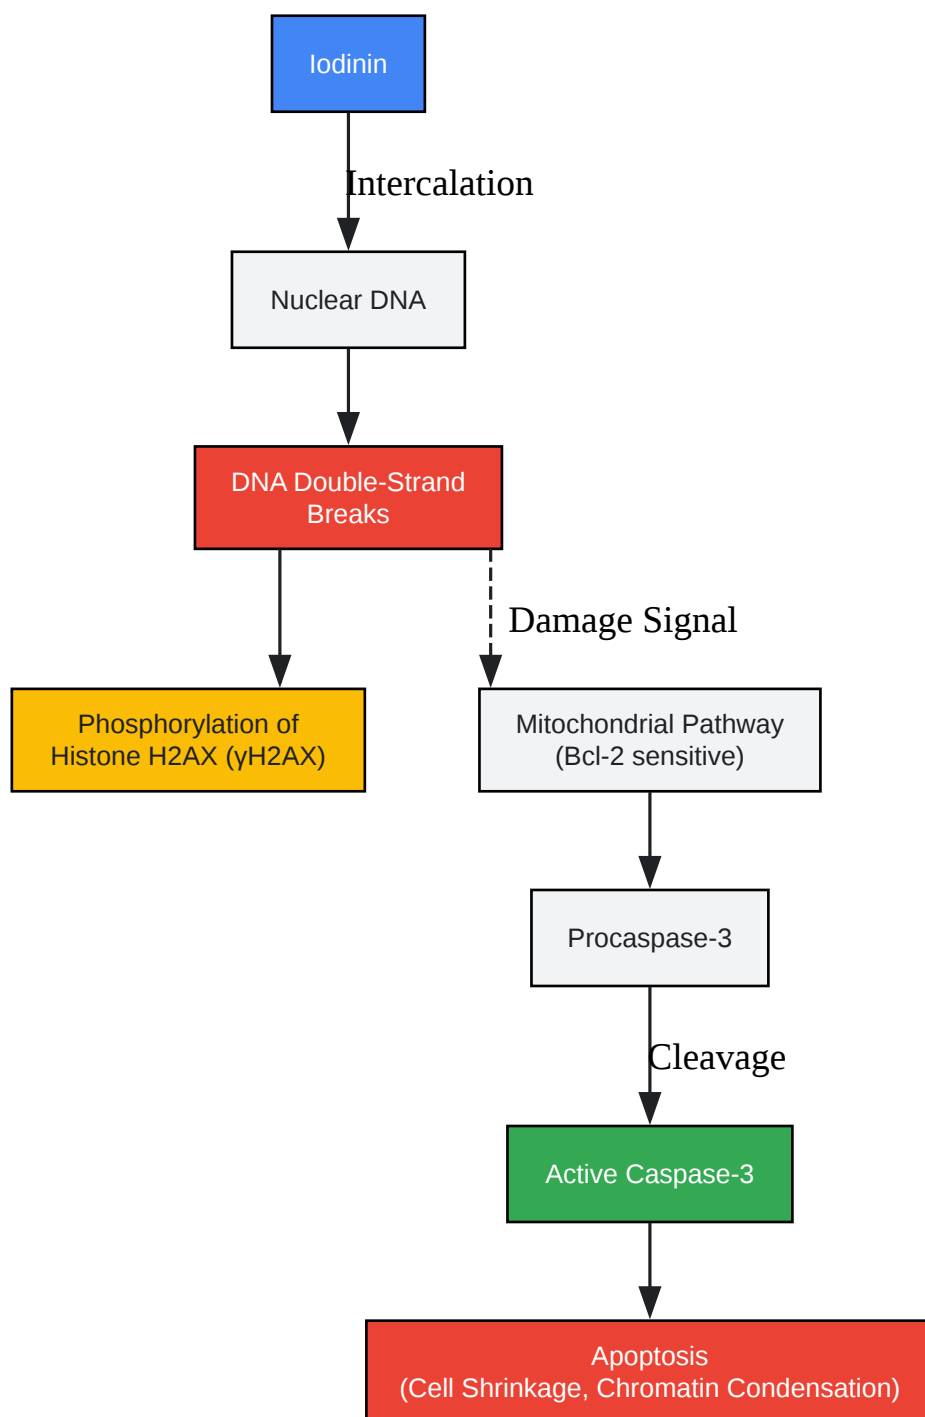 Iodinin
Intercalation
Nuclear DNA
DNA Double-Strand
Breaks
Damage Signal
Phosphorylation of
Histone H2AX (γH2AX)
Mitochondrial Pathway
(Bcl-2 sensitive)
Procaspase-3
Cleavage
Active Caspase-3
Apoptosis
(Cell Shrinkage, Chromatin Condensation)